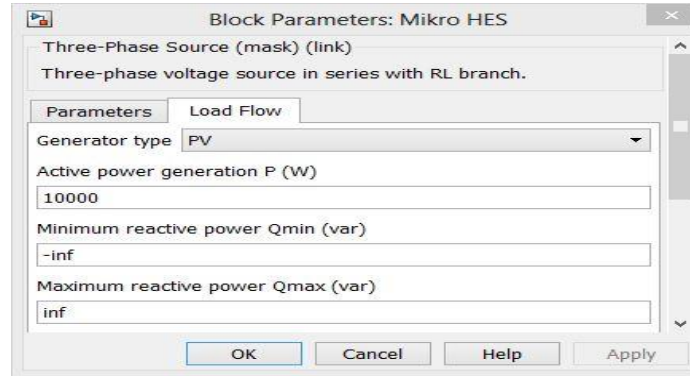 Block Parameters: Mikro HES
Three-Phase Source (mask) (link)
Three-phase voltage source in series with RL branch.
Parameters Load Flow
Generator type PV
Active power generation P (W)
10000
Minimum reactive power Qmin (var)
-inf
Maximum reactive power Qmax (var)
inf
OK Cancel Help Apply